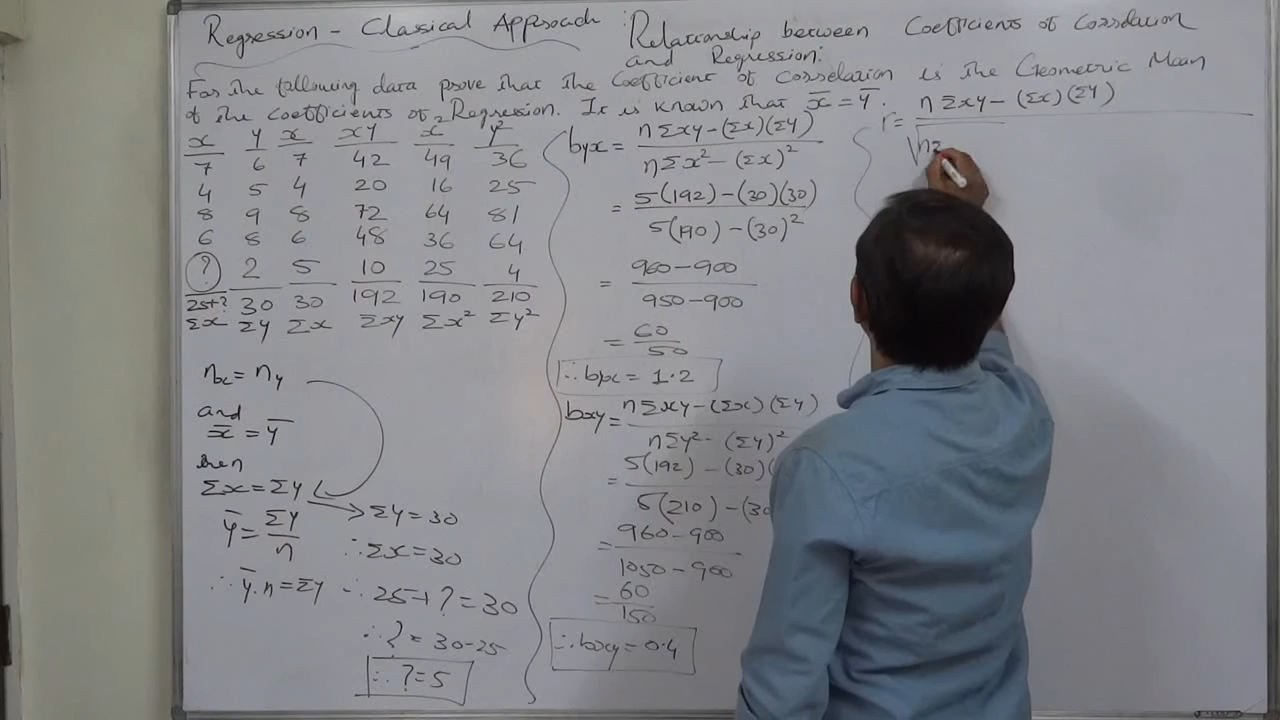 Regression - Classical Approach : Relationship between Coefficients of Correlation
and Regression:
For the following data prove that the Coefficient of Correlation is the Geometric Mean
of the coefficients of Regression. It is known that x̄ = ȳ.
x y x xy x² y²
7 6 7 42 49 36
4 5 4 20 16 25
8 9 8 72 64 81
6 8 6 48 36 64
? 2 5 10 25 4
25+? 30 30 192 190 210
Σx Σy Σx Σxy Σx² Σy²
nx = ny
and
x̄ = ȳ
then
Σx = Σy
ȳ = Σy/n
∴ ȳ.n = Σy
Σy = 30
∴ Σx = 30
∴ 25+? = 30
∴ ? = 30-25
∴ ? = 5
byx = nΣxy-(Σx)(Σy)
nΣx² - (Σx)²
= 5(192)-(30)(30)
5(190)-(30)²
= 960-900
950-900
= 60
50
∴ byx = 1.2
bxy = nΣxy-(Σx)(Σy)
nΣy² - (Σy)²
= 5(192) - (30)(
5(210) - (30
= 960-900
1050-900
= 60
150
∴ bxy = 0.4
r = nΣxy - (Σx)(Σy)
√nΣ